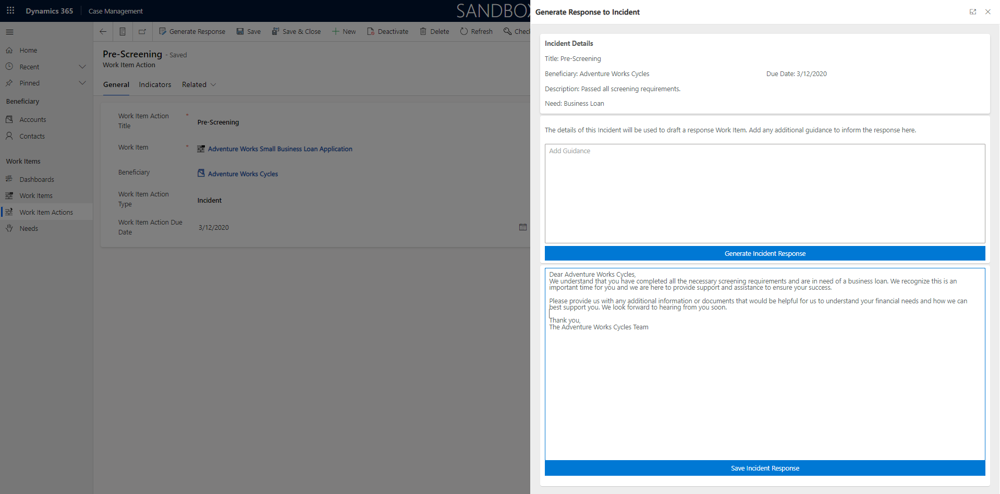 Dynamics 365
Case Management
SANDBOX
Home
Recent
Pinned
Beneficiary
Accounts
Contacts
Work Items
Dashboards
Work Items
Work Item Actions
Needs
Generate Response
Save
Save & Close
New
Deactivate
Delete
Refresh
Check
Pre-Screening - Saved
Work Item Action
General
Indicators
Related
Work Item Action
Title
*
Pre-Screening
Work Item
*
Adventure Works Small Business Loan Application
Beneficiary
Adventure Works Cycles
Work Item Action
Type
Incident
Work Item Action Due
Date
3/12/2020
Generate Response to Incident
Incident Details
Title: Pre-Screening
Beneficiary: Adventure Works Cycles
Due Date: 3/12/2020
Description: Passed all screening requirements.
Need: Business Loan
The details of this Incident will be used to draft a response Work Item. Add any additional guidance to inform the response here.
Add Guidance
Generate Incident Response
Dear Adventure Works Cycles,
We understand that you have completed all the necessary screening requirements and are in need of a business loan. We recognize this is an
important time for you and we are here to provide support and assistance to ensure your success.
Please provide us with any additional information or documents that would be helpful for us to understand your financial needs and how we can
best support you. We look forward to hearing from you soon.
Thank you,
The Adventure Works Cycles Team
Save Incident Response